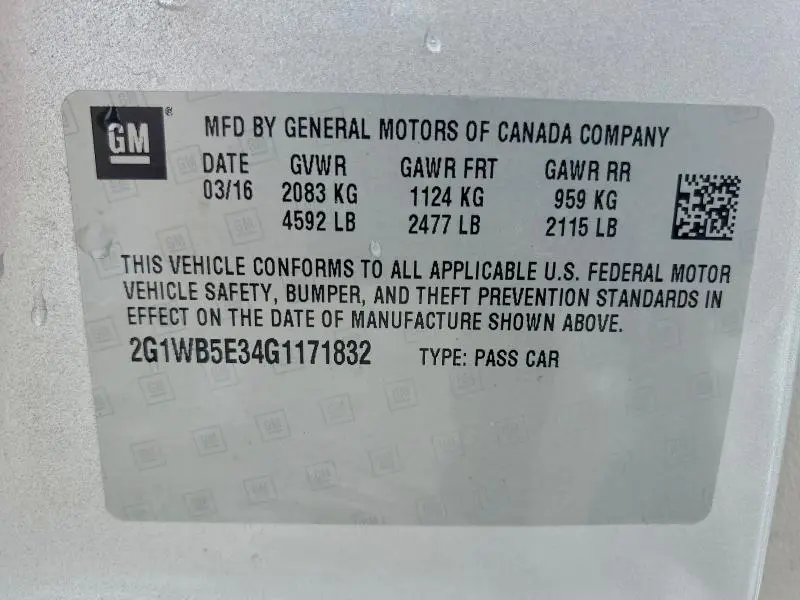 GM®
MFD BY GENERAL MOTORS OF CANADA COMPANY
DATE GVWR GAWR FRT GAWR RR
03/16 2083 KG 1124 KG 959 KG
4592 LB 2477 LB 2115 LB
THIS VEHICLE CONFORMS TO ALL APPLICABLE U.S. FEDERAL MOTOR
VEHICLE SAFETY, BUMPER, AND THEFT PREVENTION STANDARDS IN
EFFECT ON THE DATE OF MANUFACTURE SHOWN ABOVE.
2G1WB5E34G1171832 TYPE: PASS CAR